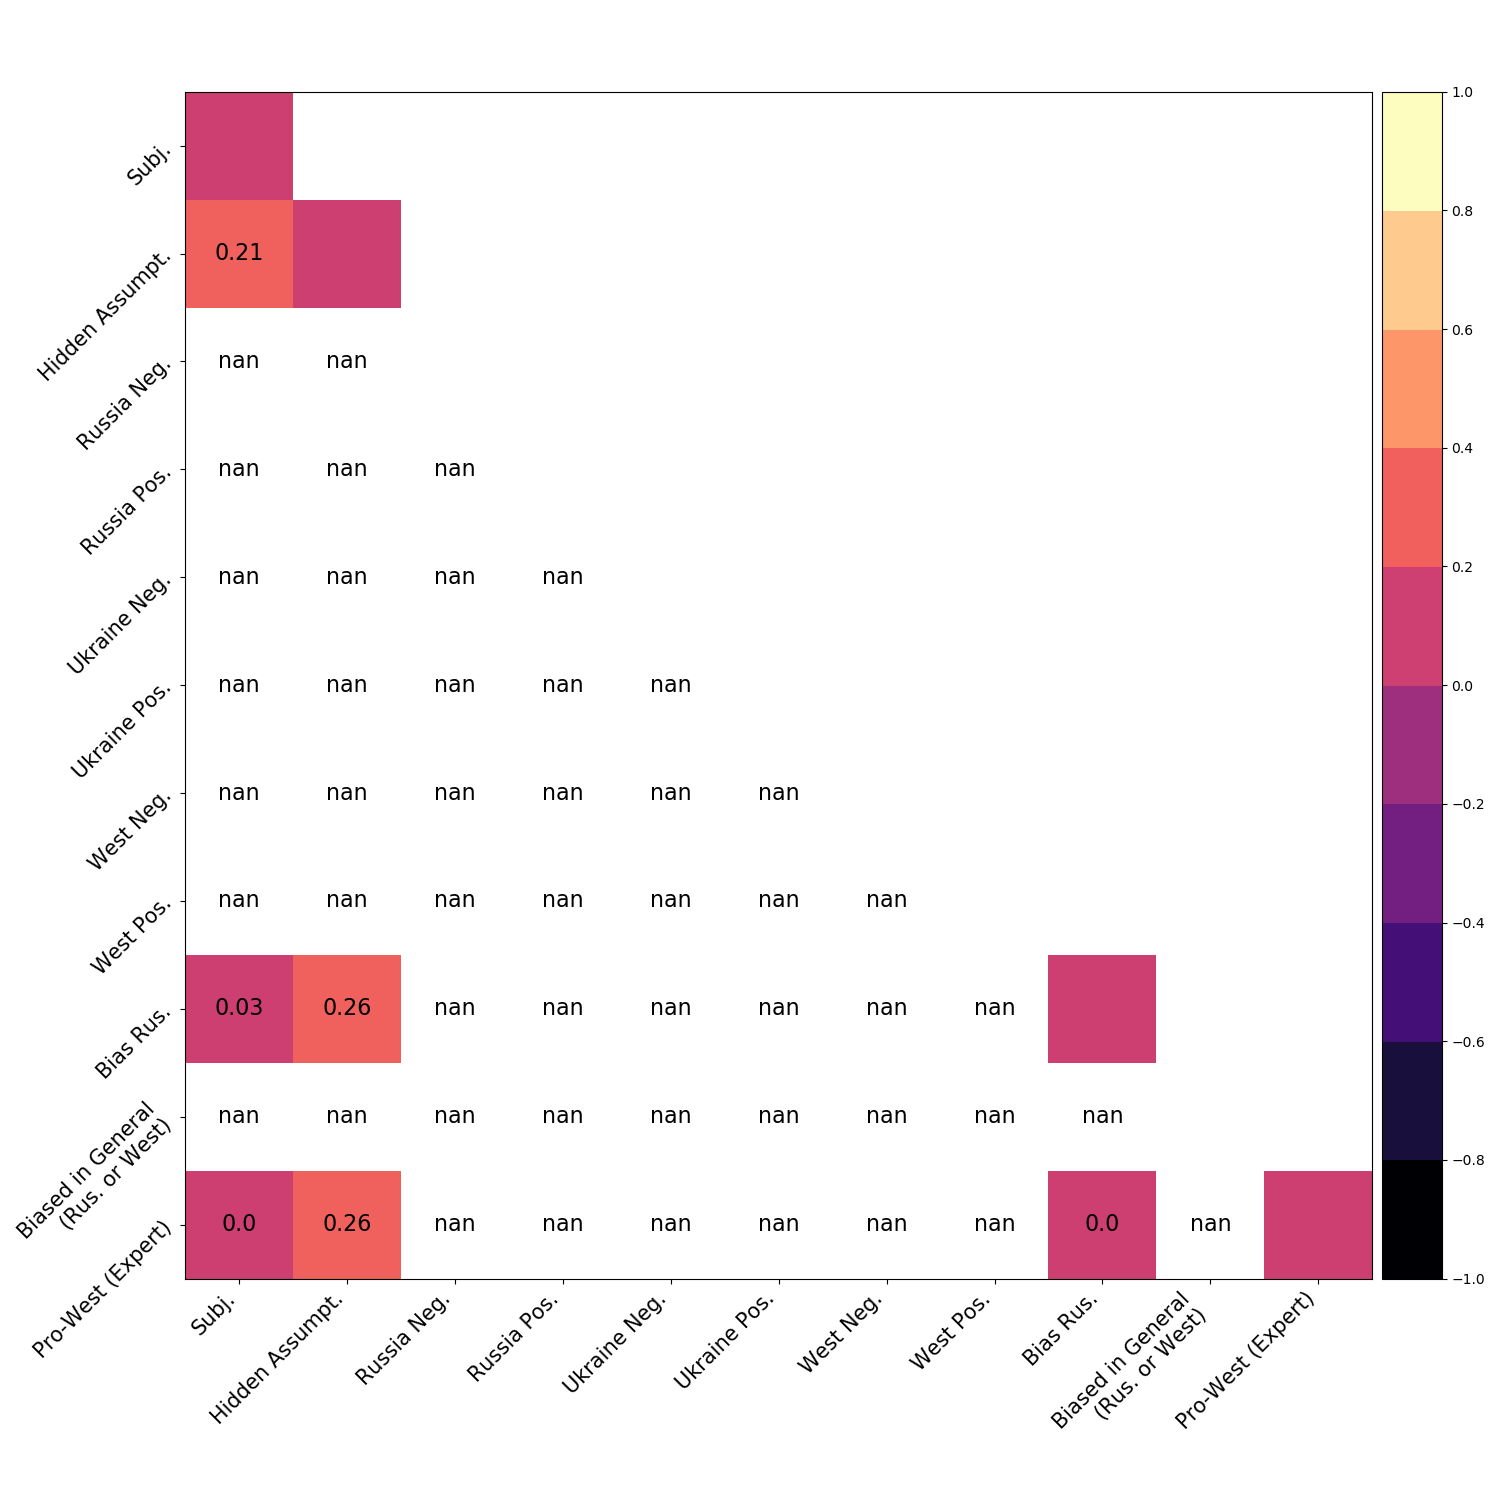 Subj.
Hidden Assumpt.
0.21
Russia Neg.
nan nan
Russia Pos.
nan nan nan
Ukraine Neg.
nan nan nan nan
Ukraine Pos.
nan nan nan nan nan
West Neg.
nan nan nan nan nan nan
West Pos.
nan nan nan nan nan nan nan
Bias Rus.
0.03 0.26 nan nan nan nan nan nan
Biased in General
(Rus. or West)
nan nan nan nan nan nan nan nan nan
Pro-West (Expert)
0.0 0.26 nan nan nan nan nan nan 0.0 nan
Subj.
Hidden Assumpt.
Russia Neg.
Russia Pos.
Ukraine Neg.
Ukraine Pos.
West Neg.
West Pos.
Bias Rus.
Biased in General
(Rus. or West)
Pro-West (Expert)
1.0
0.8
0.6
0.4
0.2
0.0
−0.2
−0.4
−0.6
−0.8
−1.0